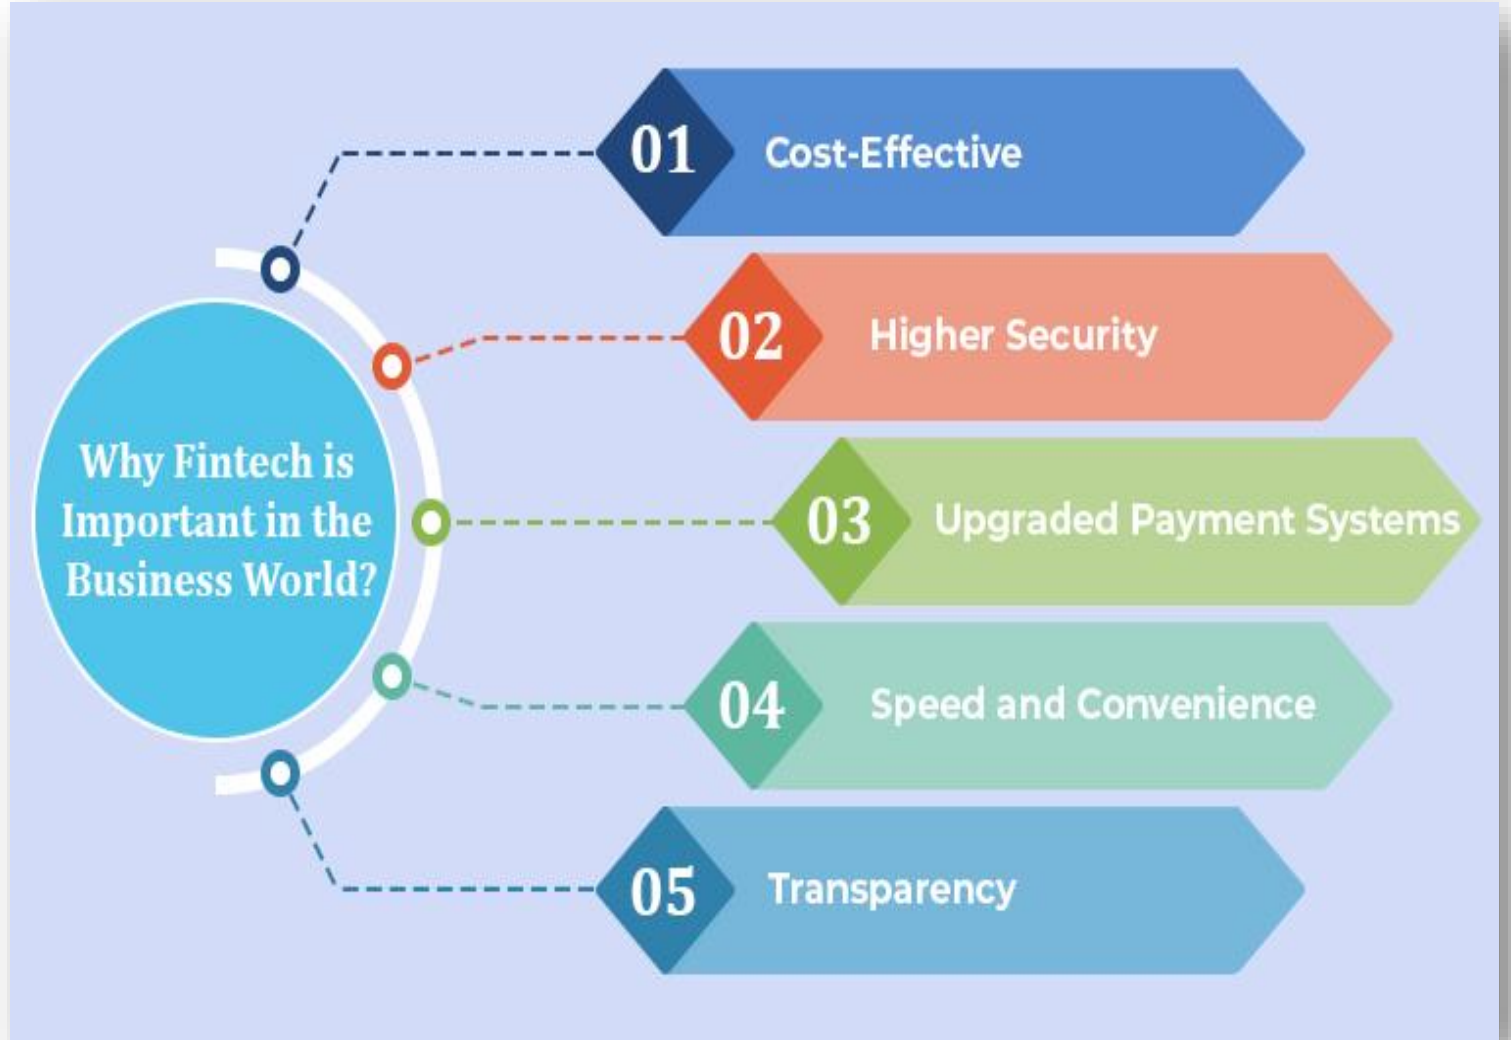 Why Fintech is
Important in the
Business World?
01 Cost-Effective
02 Higher Security
03 Upgraded Payment Systems
04 Speed and Convenience
05 Transparency